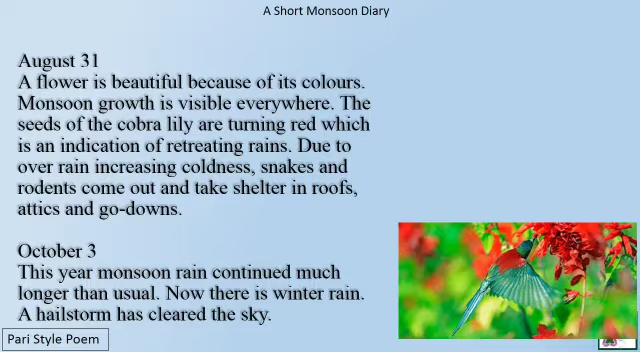 A Short Monsoon Diary
August 31
A flower is beautiful because of its colours.
Monsoon growth is visible everywhere. The
seeds of the cobra lily are turning red which
is an indication of retreating rains. Due to
over rain increasing coldness, snakes and
rodents come out and take shelter in roofs,
attics and go-downs.
October 3
This year monsoon rain continued much
longer than usual. Now there is winter rain.
A hailstorm has cleared the sky.
Pari Style Poem